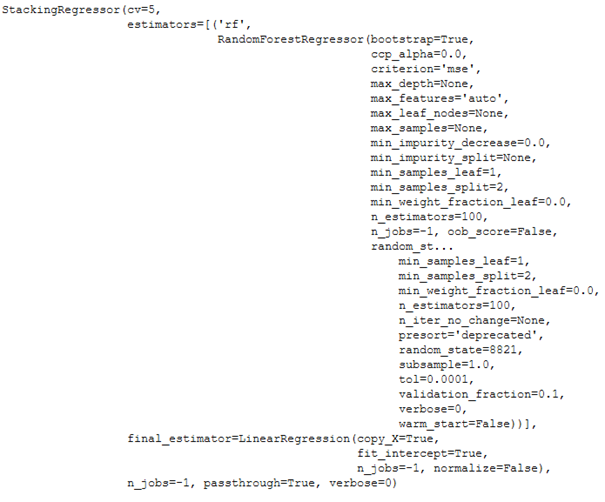 StackingRegressor(cv=5,
estimators=[('rf',
RandomForestRegressor(bootstrap=True,
ccp_alpha=0.0,
criterion='mse',
max_depth=None,
max_features='auto',
max_leaf_nodes=None,
max_samples=None,
min_impurity_decrease=0.0,
min_impurity_split=None,
min_samples_leaf=1,
min_samples_split=2,
min_weight_fraction_leaf=0.0,
n_estimators=100,
n_jobs=-1, oob_score=False,
random_st...
min_samples_leaf=1,
min_samples_split=2,
min_weight_fraction_leaf=0.0,
n_estimators=100,
n_iter_no_change=None,
presort='deprecated',
random_state=8821,
subsample=1.0,
tol=0.0001,
validation_fraction=0.1,
verbose=0,
warm_start=False))],
final_estimator=LinearRegression(copy_X=True,
fit_intercept=True,
n_jobs=-1, normalize=False),
n_jobs=-1, passthrough=True, verbose=0)